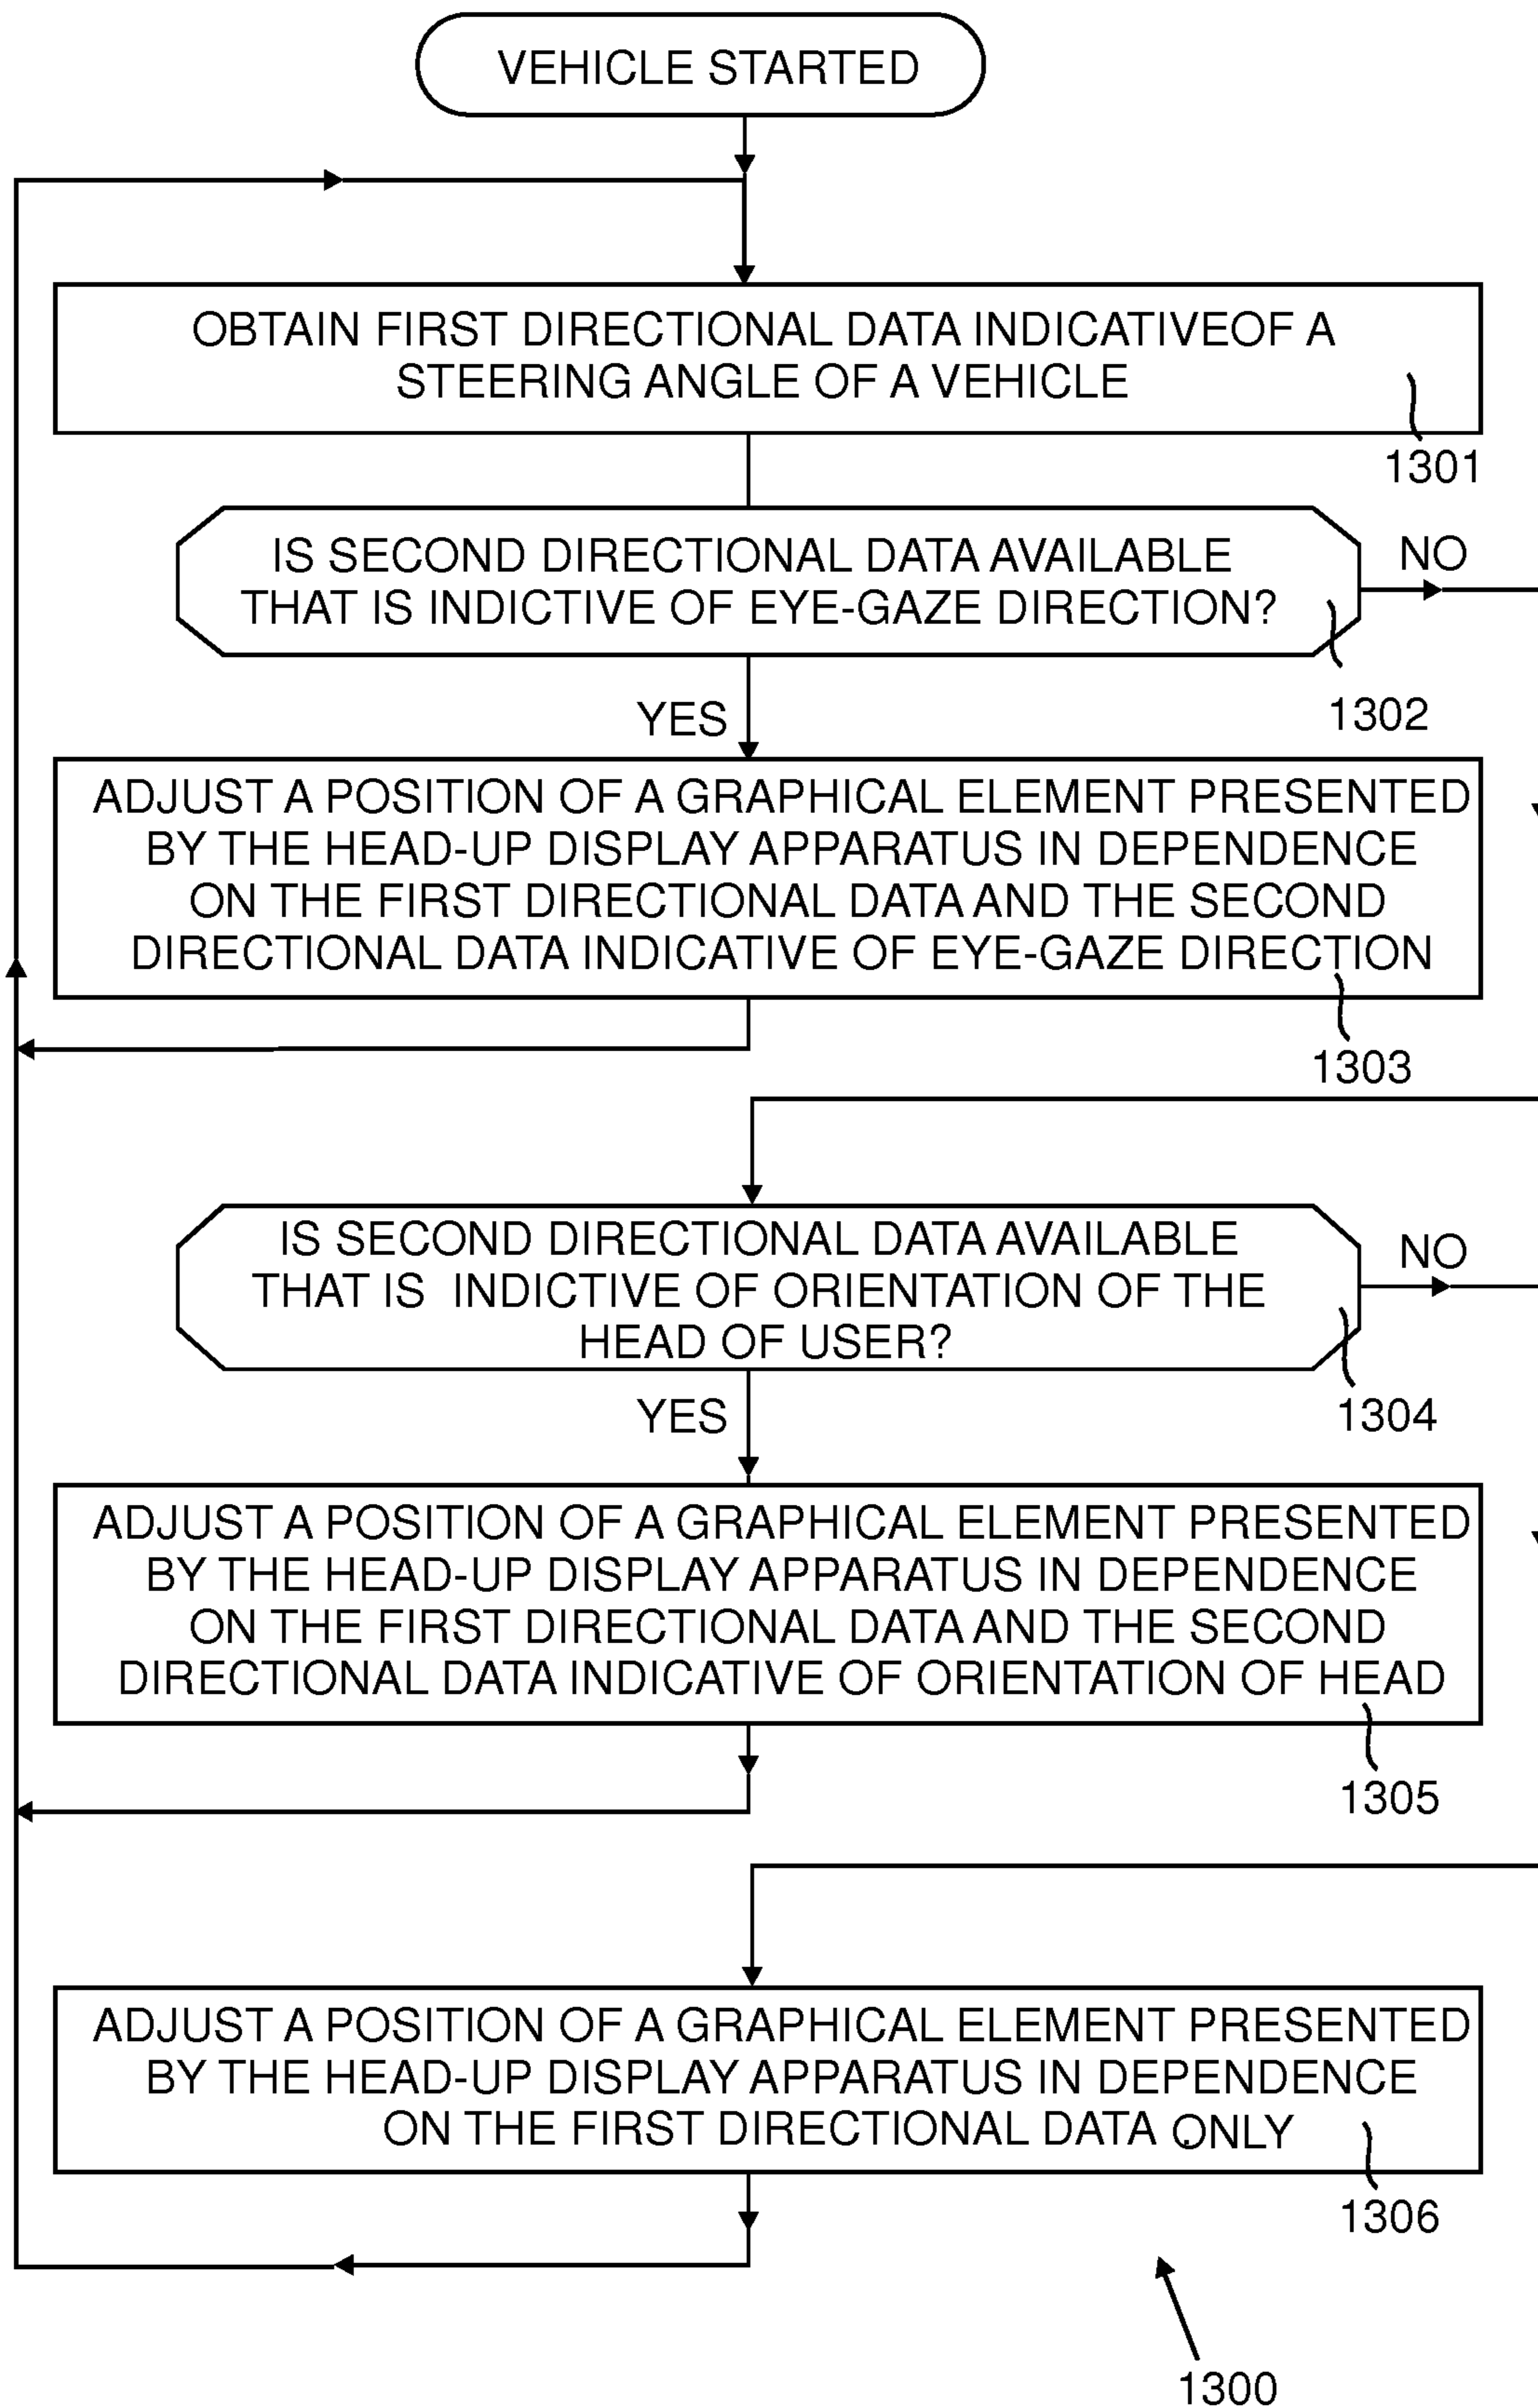 VEHICLE STARTED
OBTAIN FIRST DIRECTIONAL DATA INDICATIVEOF A
STEERING ANGLE OF A VEHICLE
1301
IS SECOND DIRECTIONAL DATA AVAILABLE
THAT IS INDICTIVE OF EYE-GAZE DIRECTION?
NO
1302
YES
ADJUST A POSITION OF A GRAPHICAL ELEMENT PRESENTED
BY THE HEAD-UP DISPLAY APPARATUS IN DEPENDENCE
ON THE FIRST DIRECTIONAL DATA AND THE SECOND
DIRECTIONAL DATA INDICATIVE OF EYE-GAZE DIRECTION
1303
IS SECOND DIRECTIONAL DATA AVAILABLE
THAT IS INDICTIVE OF ORIENTATION OF THE
HEAD OF USER?
NO
1304
YES
ADJUST A POSITION OF A GRAPHICAL ELEMENT PRESENTED
BY THE HEAD-UP DISPLAY APPARATUS IN DEPENDENCE
ON THE FIRST DIRECTIONAL DATA AND THE SECOND
DIRECTIONAL DATA INDICATIVE OF ORIENTATION OF HEAD
1305
ADJUST A POSITION OF A GRAPHICAL ELEMENT PRESENTED
BY THE HEAD-UP DISPLAY APPARATUS IN DEPENDENCE
ON THE FIRST DIRECTIONAL DATA ONLY
1306
1300